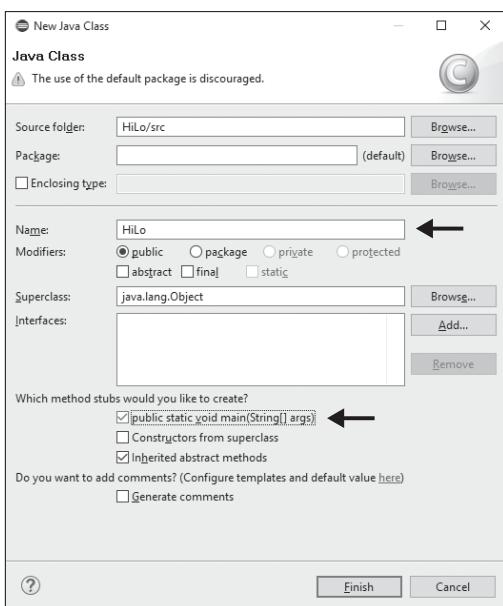 New Java Class
Java Class
The use of the default package is discouraged.
Source folder: HiLo/src Browse...
Package: (default) Browse...
Enclosing type: Browse...
Name: HiLo
Modifiers: public package private protected
abstract final static
Superclass: java.lang.Object Browse...
Interfaces: Add...
Remove
Which method stubs would you like to create?
public static void main(String[] args)
Constructors from superclass
Inherited abstract methods
Do you want to add comments? (Configure templates and default value here)
Generate comments
? Finish Cancel